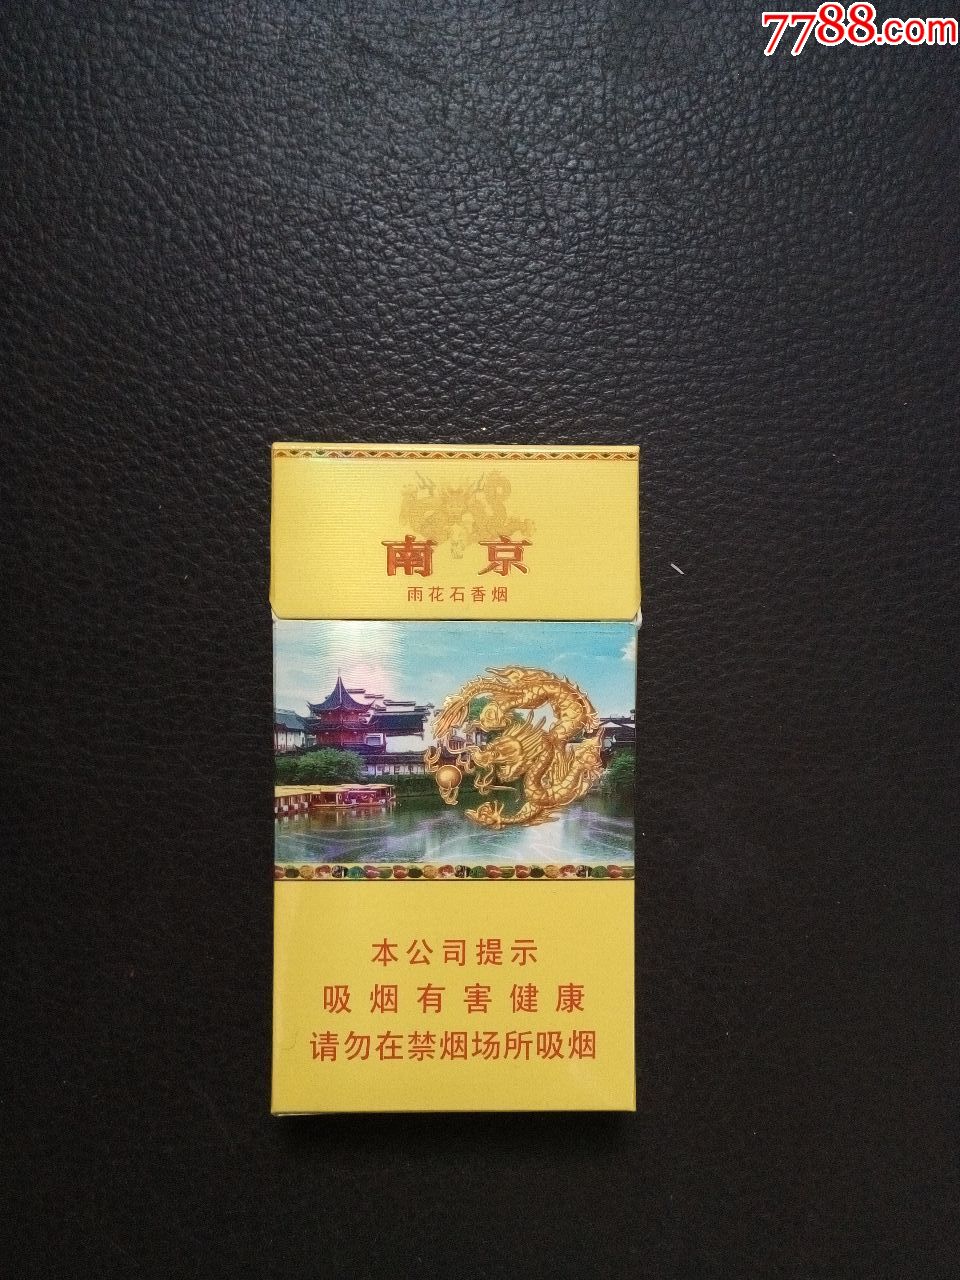 7788.com
南京
雨花石香烟
本公司提示
吸烟有害健康
请勿在禁烟场所吸烟